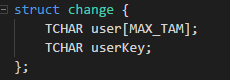 struct change {
    TCHAR user[MAX_TAM];
    TCHAR userKey;
};